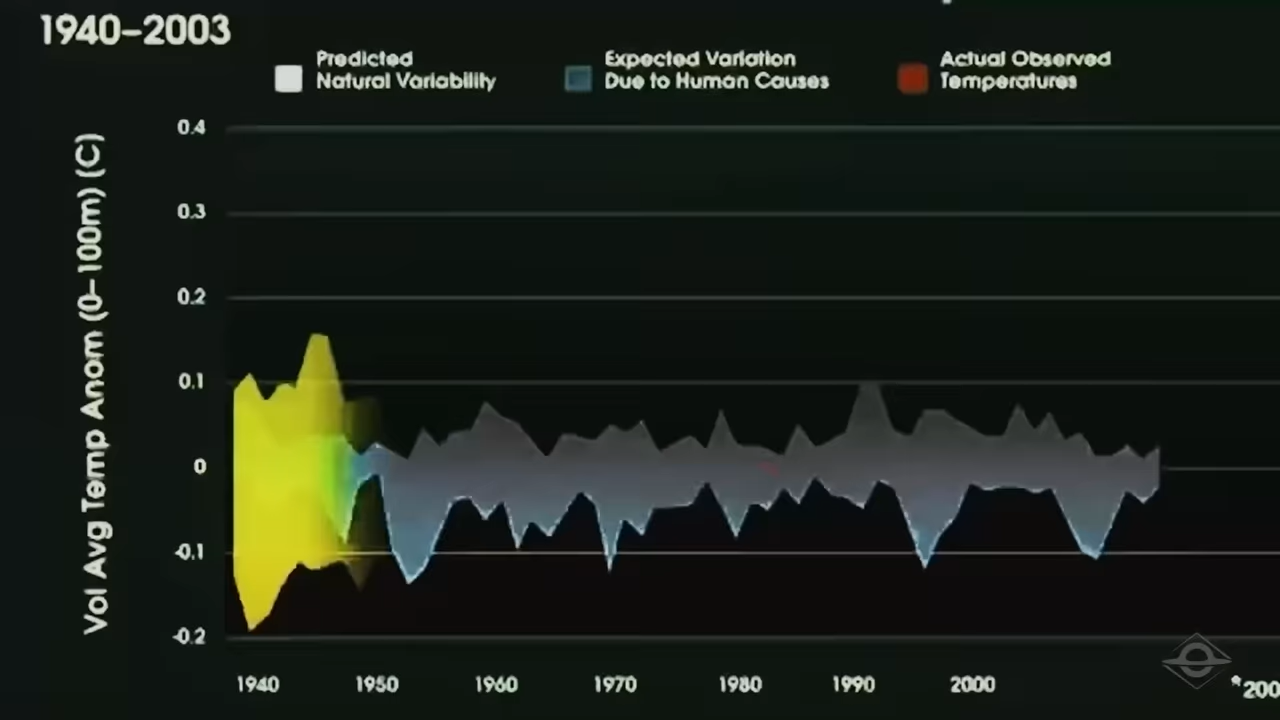 1940–2003
Predicted
Natural Variability
Expected Variation
Due to Human Causes
Actual Observed
Temperatures
Vol Avg Temp Anom (0–100m) (C)
0.4
0.3
0.2
0.1
0
-0.1
-0.2
1940
1950
1960
1970
1980
1990
2000